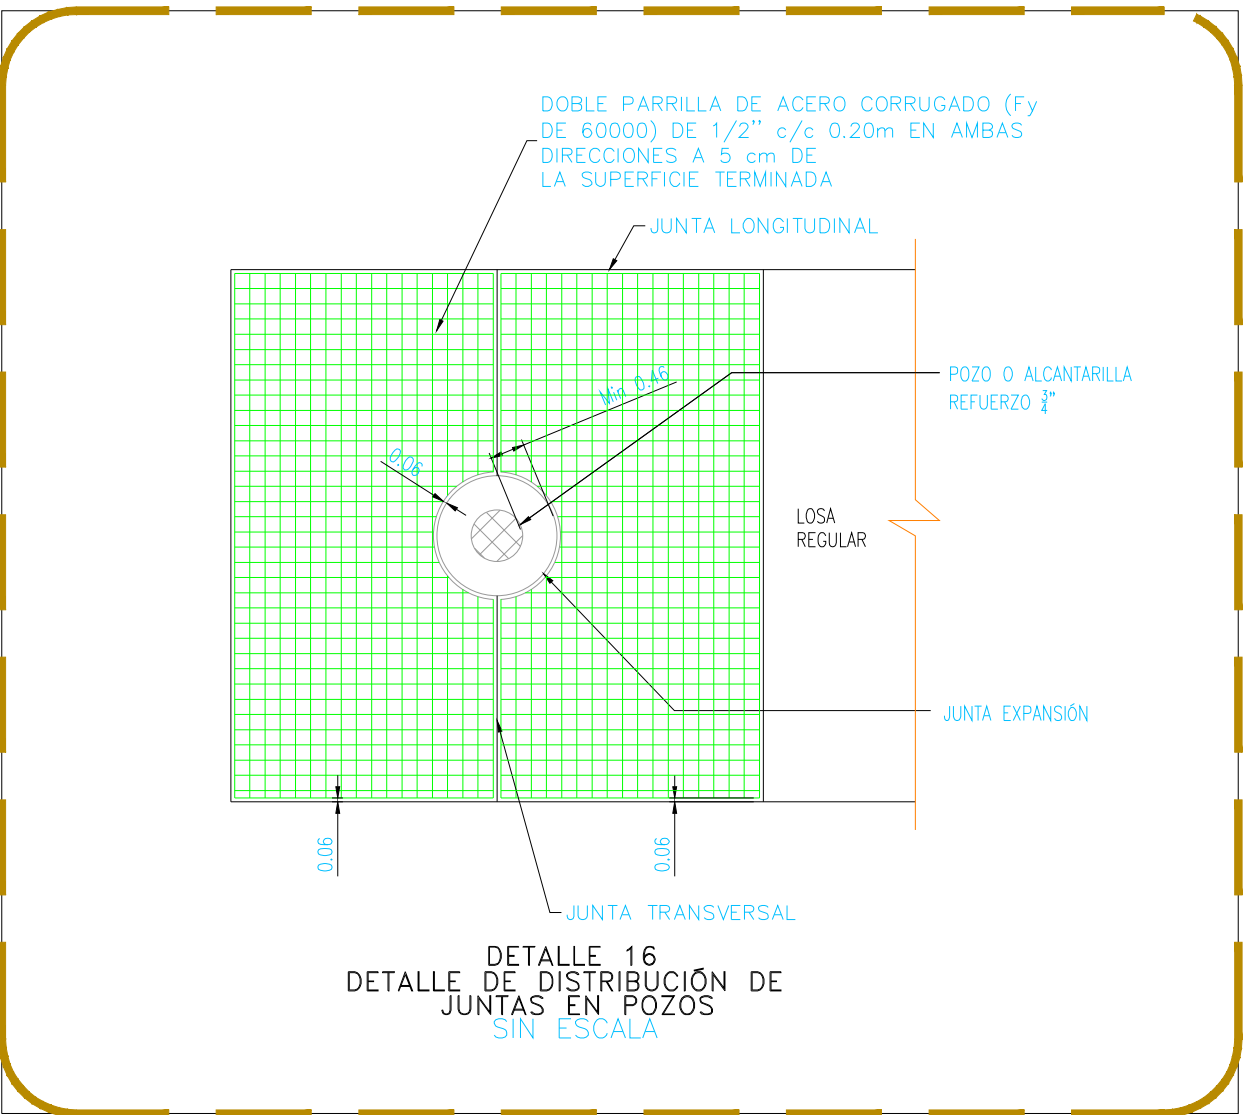 DOBLE PARRILLA DE ACERO CORRUGADO (Fy
DE 60000) DE 1/2’’ c/c 0.20m EN AMBAS
DIRECCIONES A 5 cm DE
LA SUPERFICIE TERMINADA
JUNTA LONGITUDINAL
Min 0.46
POZO O ALCANTARILLA
REFUERZO 3/4"
0.06
LOSA
REGULAR
JUNTA EXPANSIÓN
0.06
0.06
JUNTA TRANSVERSAL
DETALLE 16
DETALLE DE DISTRIBUCIÓN DE
JUNTAS EN POZOS
SIN ESCALA